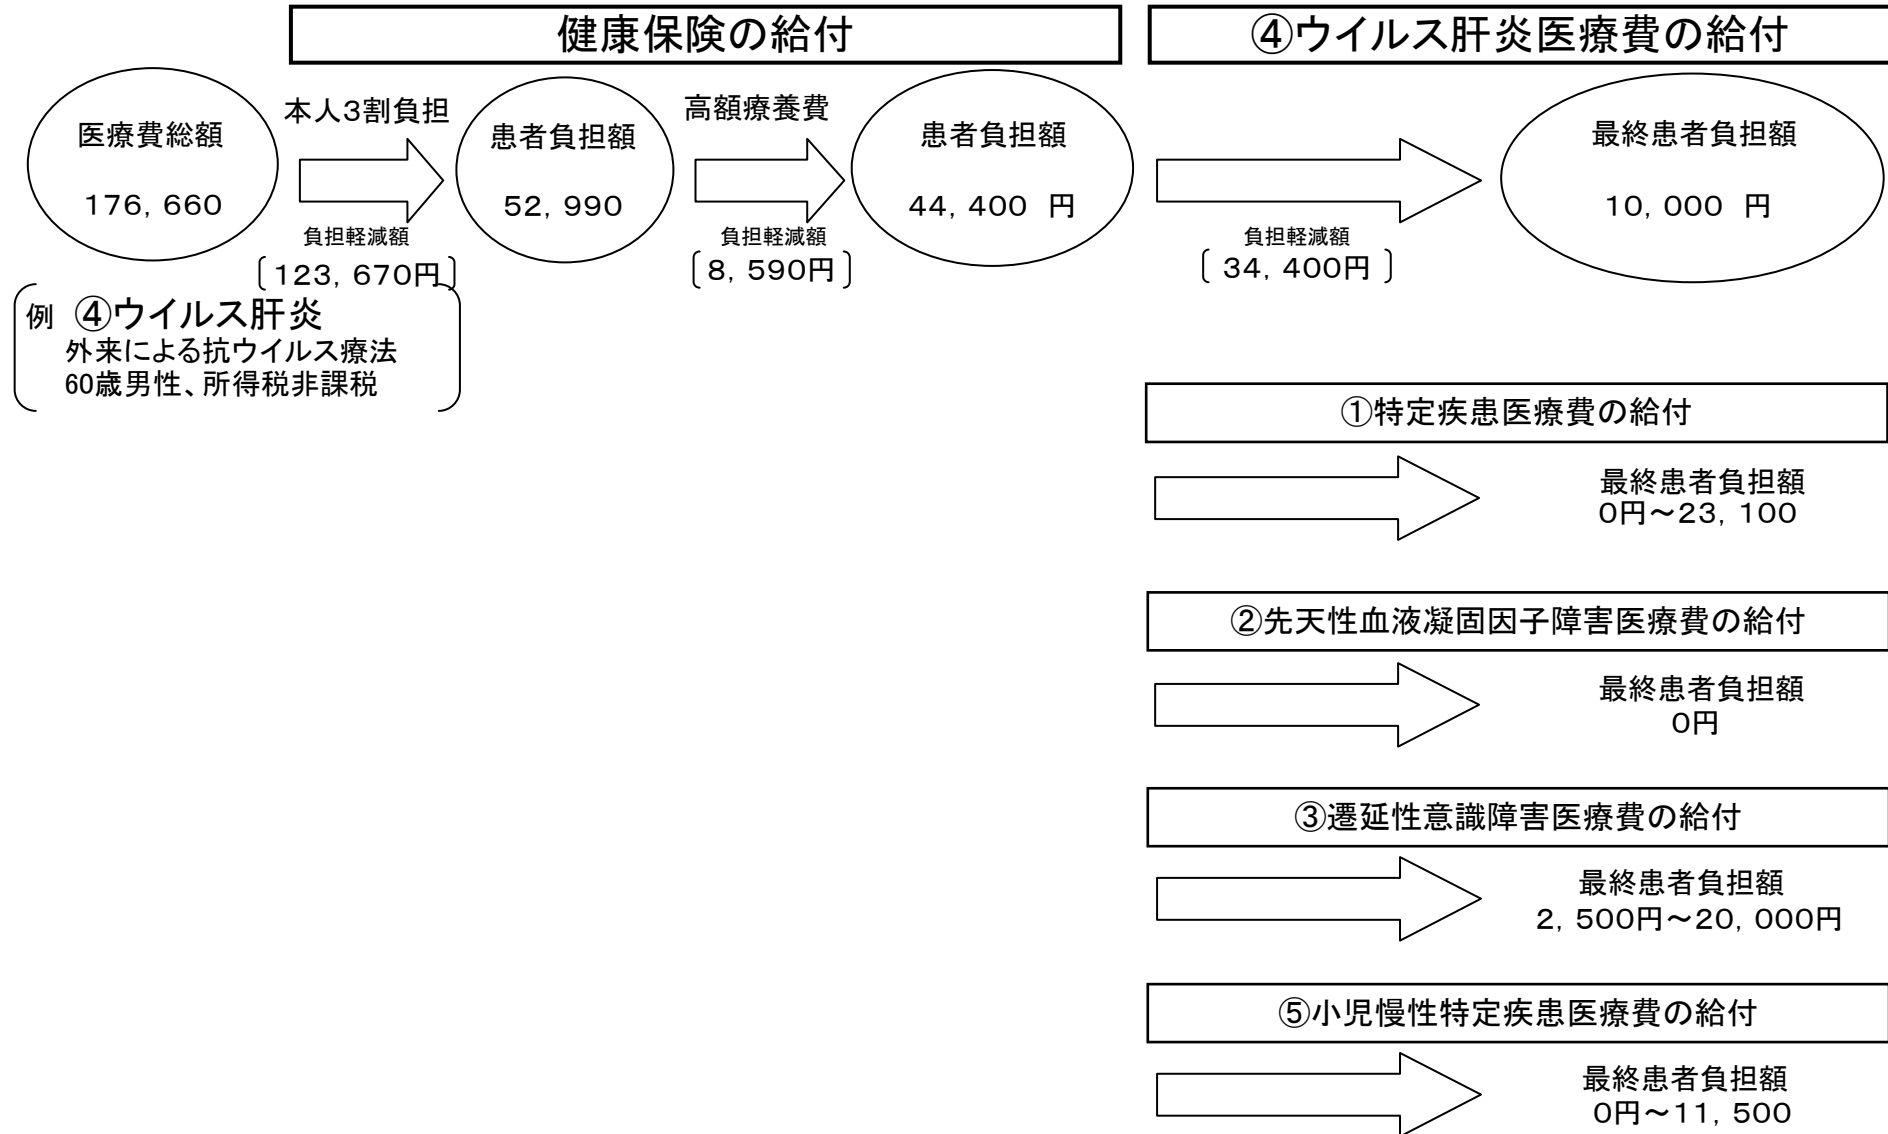 健康保険の給付
④ウイルス肝炎医療費の給付
医療費総額
176，660
本人3割負担
負担軽減額
〔123，670円〕
患者負担額
52，990
高額療養費
負担軽減額
〔8，590円〕
患者負担額
44，400 円
負担軽減額
〔 34，400円 〕
最終患者負担額
10，000 円
例 ④ウイルス肝炎
外来による抗ウイルス療法
60歳男性、所得税非課税
①特定疾患医療費の給付
最終患者負担額
0円～23，100
②先天性血液凝固因子障害医療費の給付
最終患者負担額
0円
③遷延性意識障害医療費の給付
最終患者負担額
2，500円～20，000円
⑤小児慢性特定疾患医療費の給付
最終患者負担額
0円～11，500